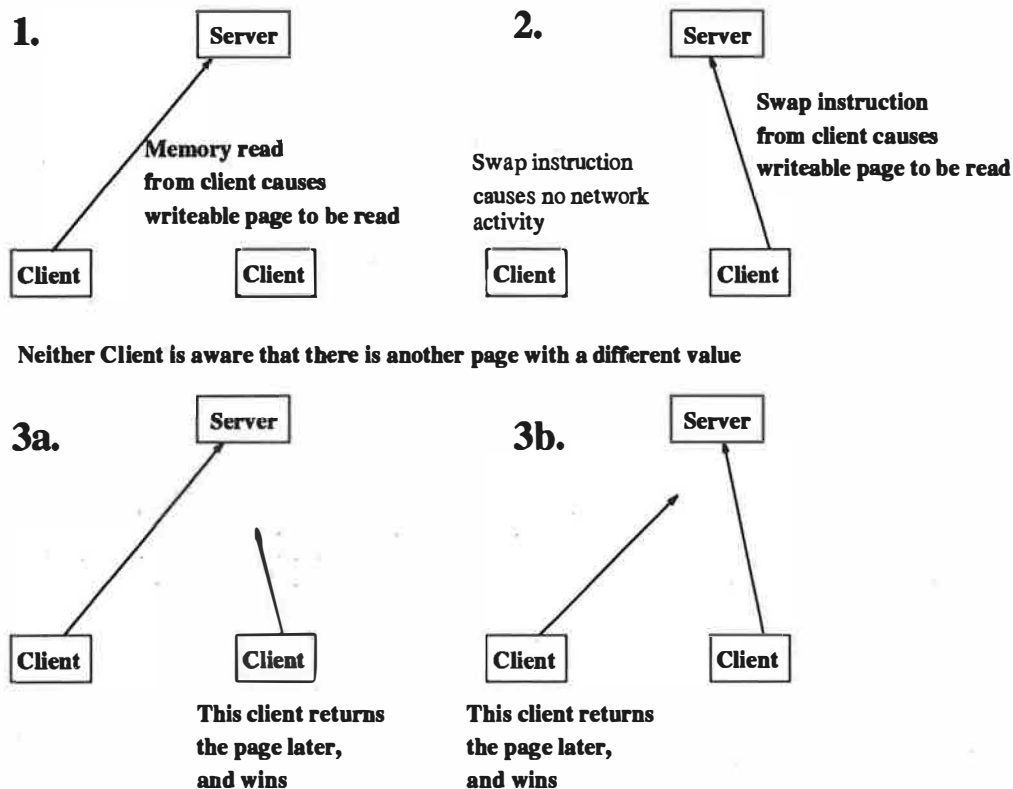 1.
Server
Memory read
from client causes
writeable page to be read
Client
Client
2.
Server
Swap instruction
from client causes
writeable page to be read
Swap instruction
causes no network
activity
Client
Client
Neither Client is aware that there is another page with a different value
3a.
Server
Client
Client
This client returns
the page later,
and wins
3b.
Server
Client
Client
This client returns
the page later,
and wins